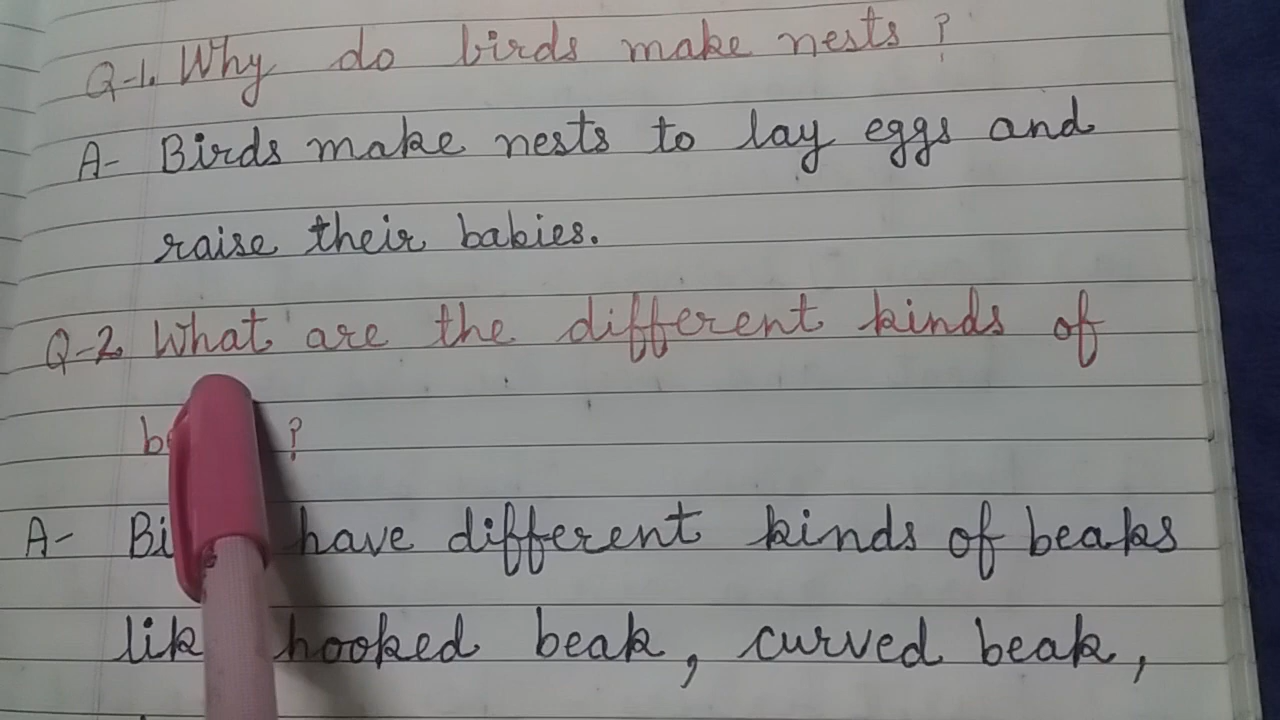 Q-1. Why do birds make nests?
A- Birds make nests to lay eggs and
raise their babies.
Q-2. What are the different kinds of
?
A- have different kinds of beaks
hooked beak, curved beak,